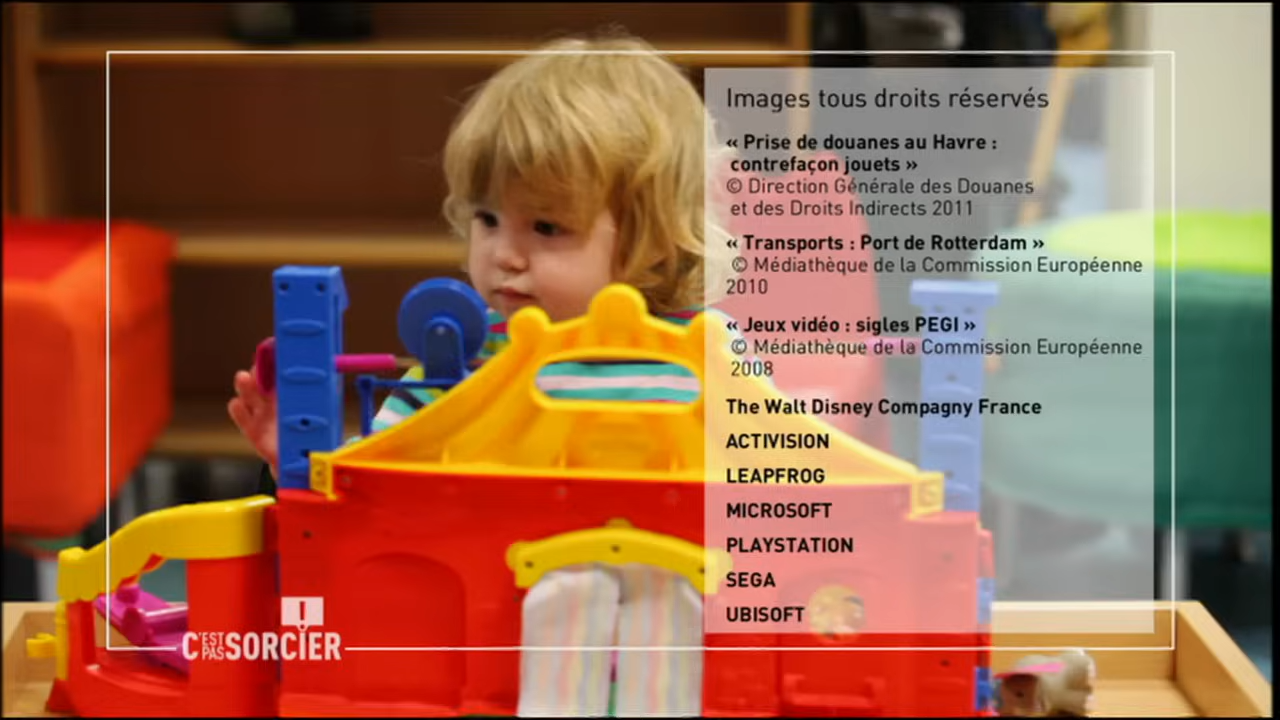 Images tous droits réservés
« Prise de douanes au Havre :
contrefaçon jouets »
© Direction Générale des Douanes
et des Droits Indirects 2011
« Transports : Port de Rotterdam »
© Médiathèque de la Commission Européenne
2010
« Jeux vidéo : sigles PEGI »
© Médiathèque de la Commission Européenne
2008
The Walt Disney Compagny France
ACTIVISION
LEAPFROG
MICROSOFT
PLAYSTATION
SEGA
UBISOFT
C'EST PAS SORCIER